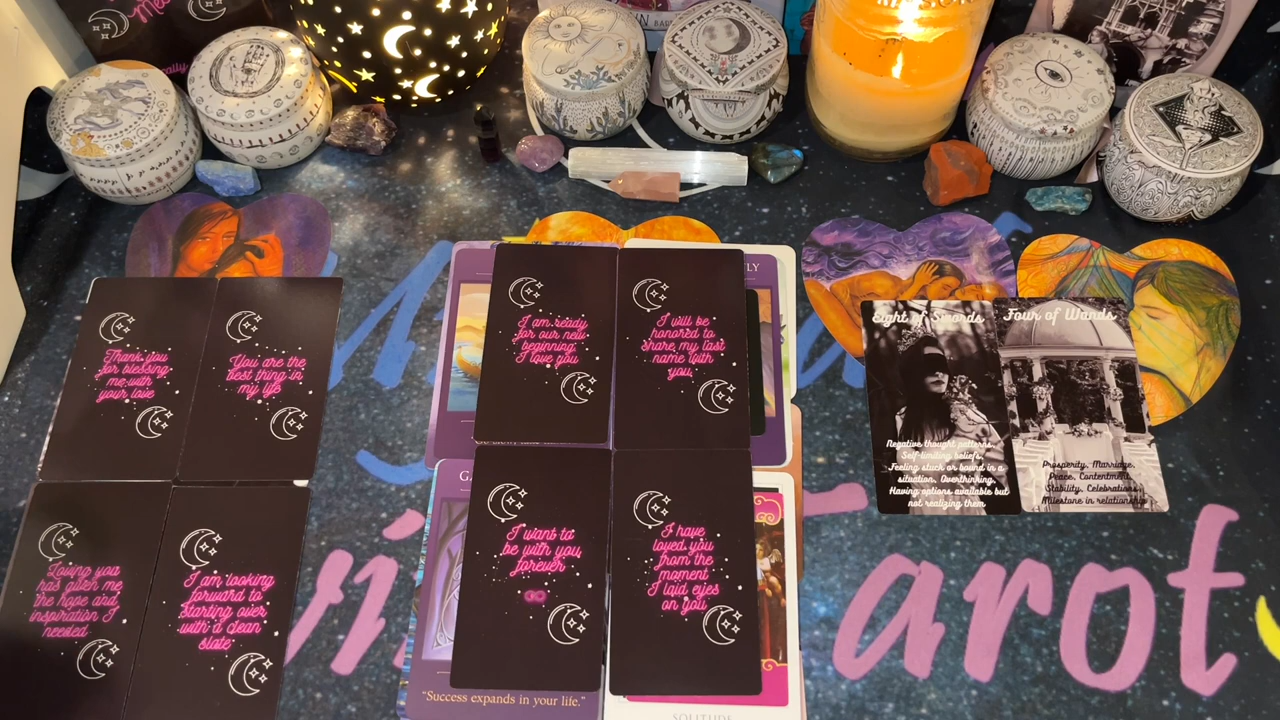 Thank you
for blessing
me with
your love
You are the
best thing in
my life
Loving you
has given me
the hope and
inspiration I
needed
I am looking
forward to
starting over
with a clean
slate
I am ready
for our new
beginning
I love you
I will be
honored to
share my last
name with
you
I want to
be with you
forever
I have
loved you
from the
moment
I laid eyes
on you
"Success expands in your life."
SOLITUDE
Eight of Swords
Negative thought patterns,
Self-limiting beliefs,
Feeling stuck or bound in a
situation, Overthinking,
Having options available but
not realizing them
Four of Wands
Prosperity, Marriage,
Peace, Contentment,
Stability, Celebrations,
Milestone in relationship
Tarot